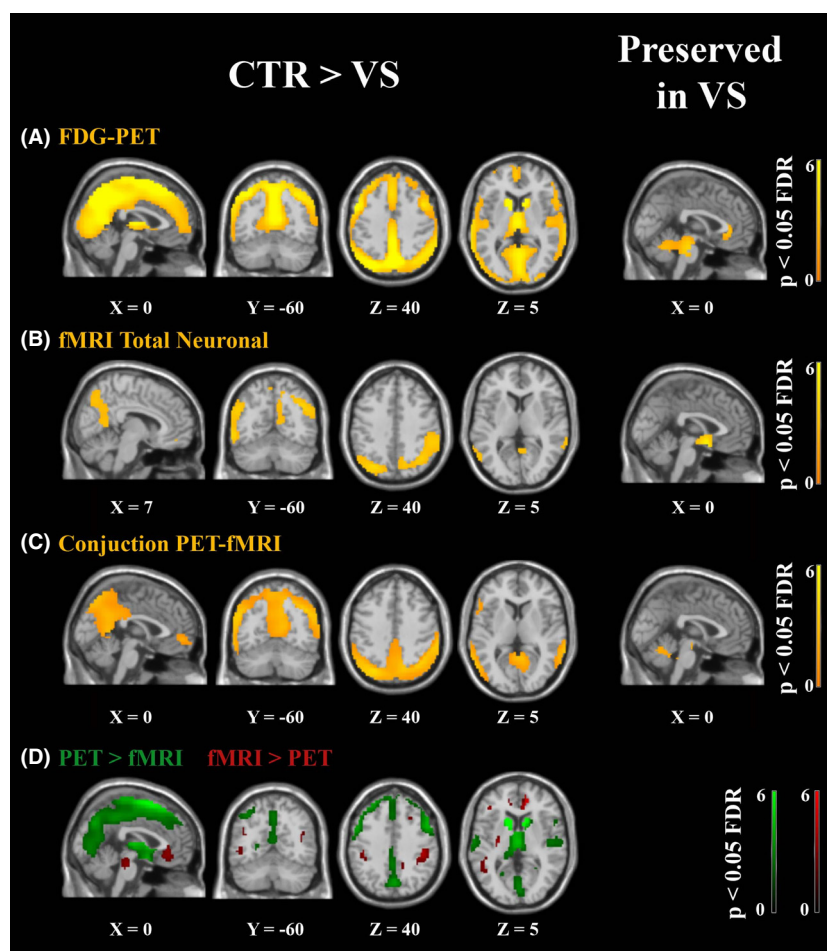 CTR > VS
Preserved
in VS
(A) FDG-PET
6
p < 0.05 FDR
0
X = 0 Y = -60 Z = 40 Z = 5 X = 0
(B) fMRI Total Neuronal
6
p < 0.05 FDR
0
X = 7 Y = -60 Z = 40 Z = 5 X = 0
(C) Conjuction PET-fMRI
6
p < 0.05 FDR
0
X = 0 Y = -60 Z = 40 Z = 5 X = 0
(D) PET > fMRI fMRI > PET
6 6
p < 0.05 FDR
0 0
X = 0 Y = -60 Z = 40 Z = 5